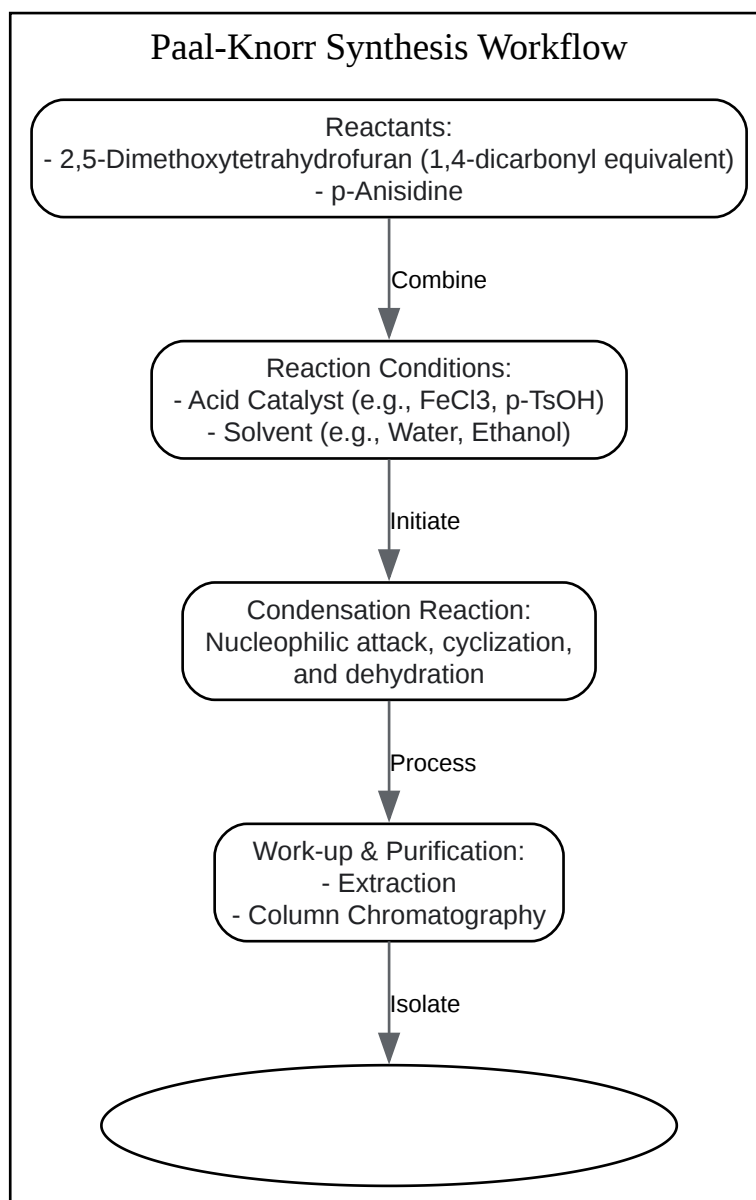 Paal-Knorr Synthesis Workflow
Reactants:
- 2,5-Dimethoxytetrahydrofuran (1,4-dicarbonyl equivalent)
- p-Anisidine
Combine
Reaction Conditions:
- Acid Catalyst (e.g., FeCl3, p-TsOH)
- Solvent (e.g., Water, Ethanol)
Initiate
Condensation Reaction:
Nucleophilic attack, cyclization,
and dehydration
Process
Work-up & Purification:
- Extraction
- Column Chromatography
Isolate